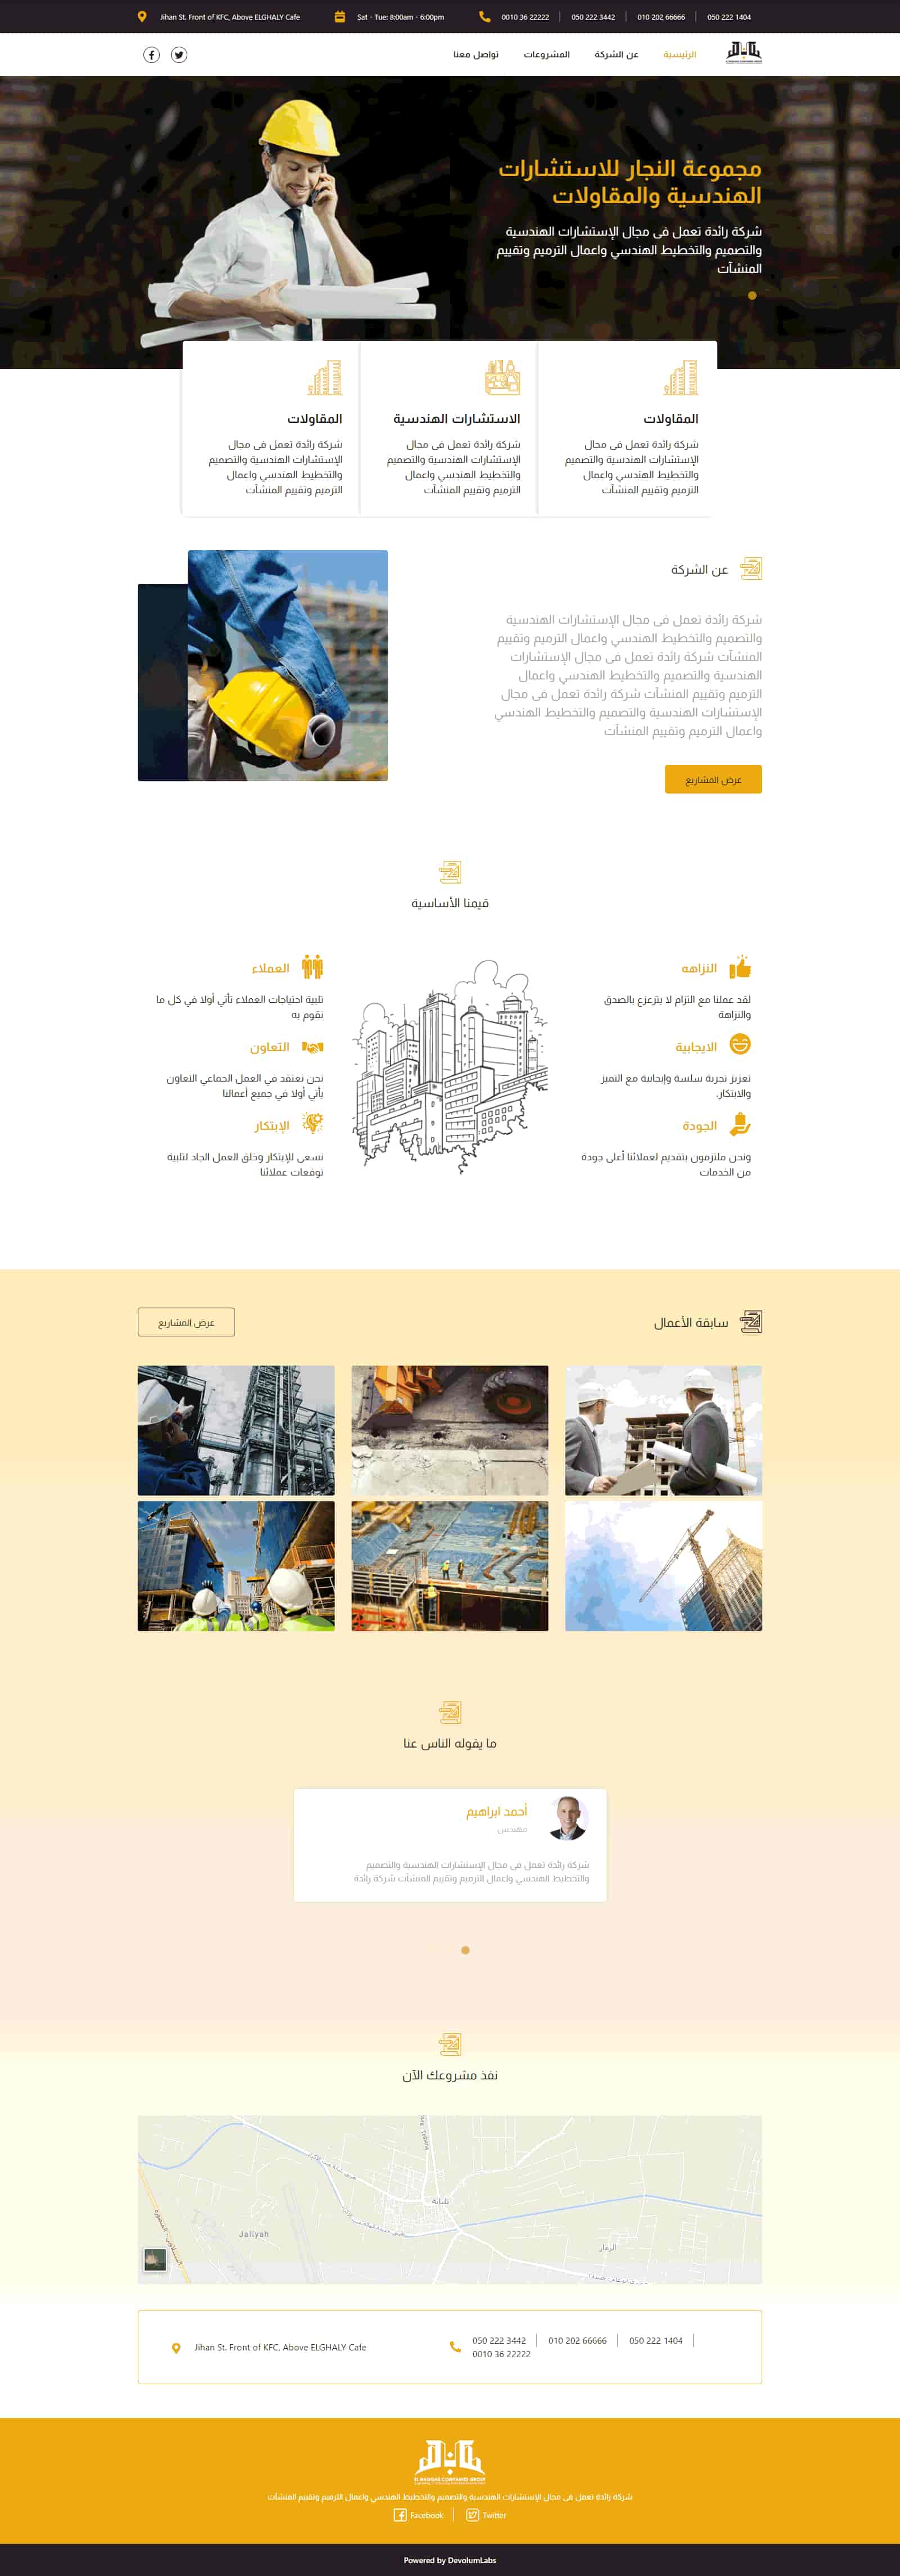 Jihan St. Front of KFC, Above ELGHALY Cafe
Sat - Tue: 8:00am - 6:00pm
0010 36 22222
050 222 3442
010 202 66666
050 222 1404
الرئيسية
عن الشركة
المشروعات
تواصل معنا
مجموعة النجار للاستشارات
الهندسية والمقاولات
شركة رائدة تعمل فى مجال الإستشارات الهندسية
والتصميم والتخطيط الهندسي واعمال الترميم وتقييم
المنشآت
المقاولات
شركة رائدة تعمل فى مجال
الإستشارات الهندسية والتصميم
والتخطيط الهندسي واعمال
الترميم وتقييم المنشآت
الاستشارات الهندسية
شركة رائدة تعمل فى مجال
الإستشارات الهندسية والتصميم
والتخطيط الهندسي واعمال
الترميم وتقييم المنشآت
المقاولات
شركة رائدة تعمل فى مجال
الإستشارات الهندسية والتصميم
والتخطيط الهندسي واعمال
الترميم وتقييم المنشآت
عن الشركة
شركة رائدة تعمل فى مجال الإستشارات الهندسية
والتصميم والتخطيط الهندسي واعمال الترميم وتقييم
المنشآت شركة رائدة تعمل فى مجال الإستشارات
الهندسية والتصميم والتخطيط الهندسي واعمال
الترميم وتقييم المنشآت شركة رائدة تعمل فى مجال
الإستشارات الهندسية والتصميم والتخطيط الهندسي
واعمال الترميم وتقييم المنشآت
عرض المشاريع
قيمنا الأساسية
النزاهه
لقد عملنا مع التزام لا يتزعزع بالصدق
والنزاهة
الايجابية
تعزيز تجربة سلسة وإيجابية مع التميز
والابتكار.
الجودة
ونحن ملتزمون بتقديم لعملائنا أعلى جودة
من الخدمات
العملاء
تلبية احتياجات العملاء تأتي أولا في كل ما
نقوم به
التعاون
نحن نعتقد في العمل الجماعي التعاون
يأتي أولا في جميع أعمالنا
الإبتكار
نسعى للإبتكار وخلق العمل الجاد لتلبية
توقعات عملائنا
سابقة الأعمال
عرض المشاريع
ما يقوله الناس عنا
أحمد ابراهيم
مهندس
شركة رائدة تعمل فى مجال الإستشارات الهندسية والتصميم
والتخطيط الهندسي واعمال الترميم وتقييم المنشآت شركة رائدة
نفذ مشروعك الآن
تلبانة
Jaliyah
الزمار
Jihan St. Front of KFC, Above ELGHALY Cafe
050 222 3442
010 202 66666
050 222 1404
0010 36 22222
EL NAGGAR COMPANIES GROUP
شركة رائدة تعمل فى مجال الإستشارات الهندسية والتصميم والتخطيط الهندسي واعمال الترميم وتقييم المنشآت
Facebook
Twitter
Powered by DevolumLabs